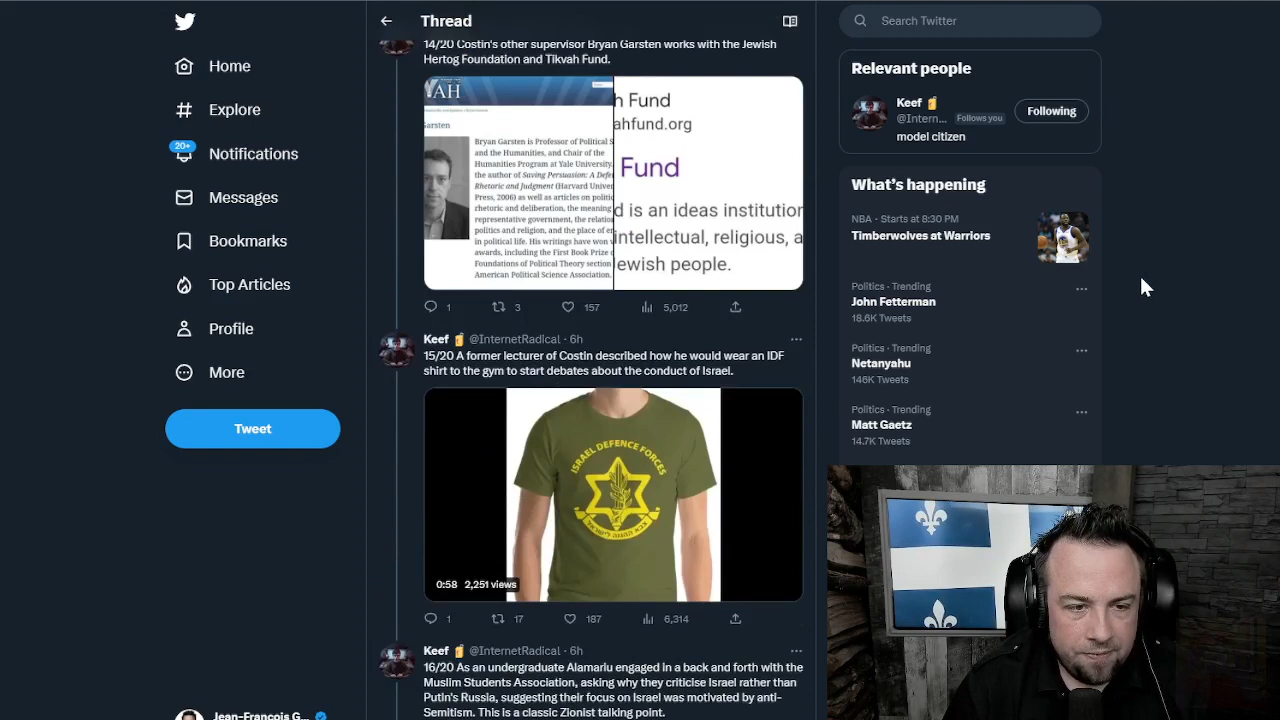 Thread
Search Twitter
Home
Explore
20+
Notifications
Messages
Bookmarks
Top Articles
Profile
More
Tweet
Jean-François G...
14/20 Costin's other supervisor Bryan Garsten works with the Jewish
Hertog Foundation and Tikvah Fund.
YAH
Garsten
Bryan Garsten is Professor of Political S
and the Humanities, and Chair of the
Humanities Program at Yale University.
the author of Saving Persuasion: A Defe
Rhetoric and Judgment (Harvard Univer
Press, 2006) as well as articles on politic
rhetoric and deliberation, the meaning
representative government, the relation
politics and religion, and the place of e
in political life. His writings have won v
awards, including the First Book Prize o
Foundations of Political Theory section
American Political Science Association.
h Fund
ahfund.org
Fund
d is an ideas institution
intellectual, religious, a
ewish people.
1
3
157
5,012
Keef 🍺 @InternetRadical · 6h
15/20 A former lecturer of Costin described how he would wear an IDF
shirt to the gym to start debates about the conduct of Israel.
ISRAEL DEFENCE FORCES
צבא ההגנה לישראל
0:58 2,251 views
1
17
187
6,314
Keef 🍺 @InternetRadical · 6h
16/20 As an undergraduate Alamariu engaged in a back and forth with the
Muslim Students Association, asking why they criticise Israel rather than
Putin's Russia, suggesting their focus on Israel was motivated by anti-
Semitism. This is a classic Zionist talking point.
Relevant people
Keef 🍺
@Intern... Follows you
Following
model citizen
What's happening
NBA · Starts at 8:30 PM
Timberwolves at Warriors
Politics · Trending
John Fetterman
18.6K Tweets
Politics · Trending
Netanyahu
146K Tweets
Politics · Trending
Matt Gaetz
14.7K Tweets